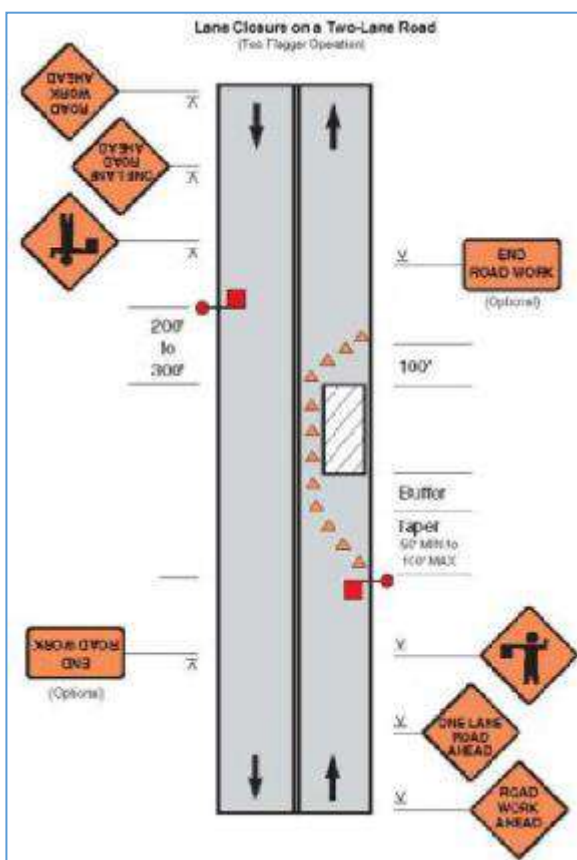 Lane Closure on a Two-Lane Road
(Two Flagger Operation)
ROAD
WORK
AHEAD
ONE LANE
ROAD
AHEAD
END
ROAD WORK
(Optional)
200'
to
300'
100'
Buffer
Taper
50' MIN to
100' MAX
END
ROAD WORK
(Optional)
ONE LANE
ROAD
AHEAD
ROAD
WORK
AHEAD